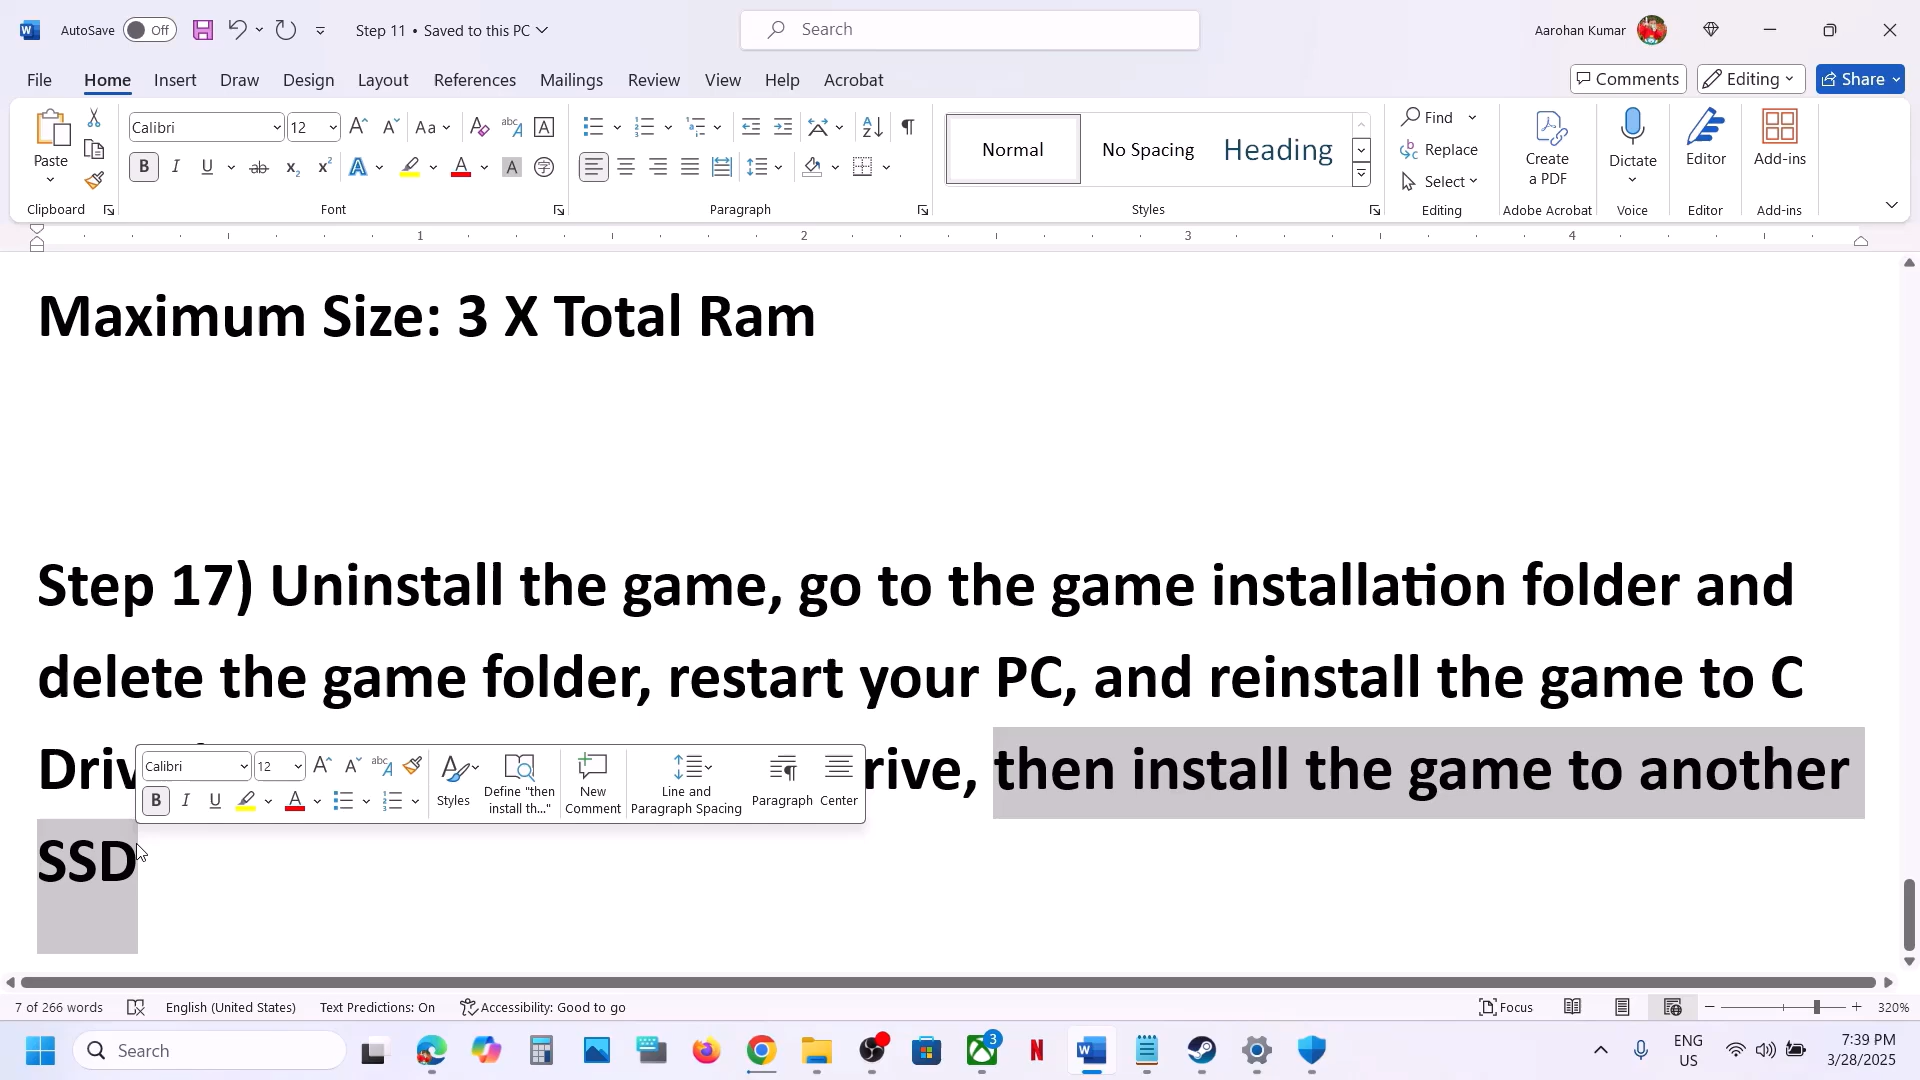 AutoSave
Off
Step 11 • Saved to this PC
Search
Aarohan Kumar
File
Home
Insert
Draw
Design
Layout
References
Mailings
Review
View
Help
Acrobat
Comments
Editing
Share
Paste
Calibri
12
Aa
Normal
No Spacing
Heading
Find
Replace
Select
Create a PDF
Dictate
Editor
Add-ins
Clipboard
Font
Paragraph
Styles
Editing
Adobe Acrobat
Voice
Editor
Add-ins
1
2
3
4
Maximum Size: 3 X Total Ram
Step 17) Uninstall the game, go to the game installation folder and
delete the game folder, restart your PC, and reinstall the game to C
Driv
rive, then install the game to another
SSD
Calibri
12
Styles
Define "then install th..."
New Comment
Line and Paragraph Spacing
Paragraph
Center
7 of 266 words
English (United States)
Text Predictions: On
Accessibility: Good to go
Focus
320%
Search
3
ENG
US
7:39 PM
3/28/2025